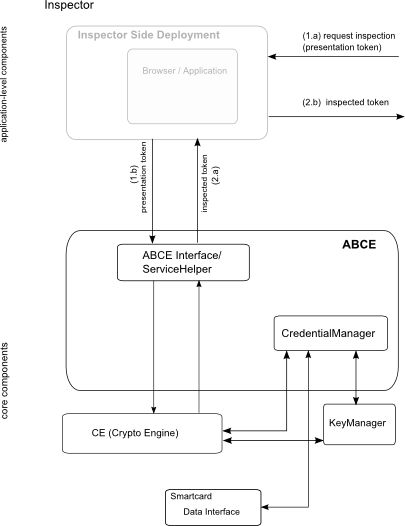 Inspector
application-level components
Inspector Side Deployment
Browser / Application
(1.a) request inspection
(presentation token)
(2.b)  inspected token
(1.b)
presentation token
inspected token
(2.a)
ABCE
ABCE Interface/
ServiceHelper
CredentialManager
core components
CE (Crypto Engine)
KeyManager
Smartcard
Data Interface